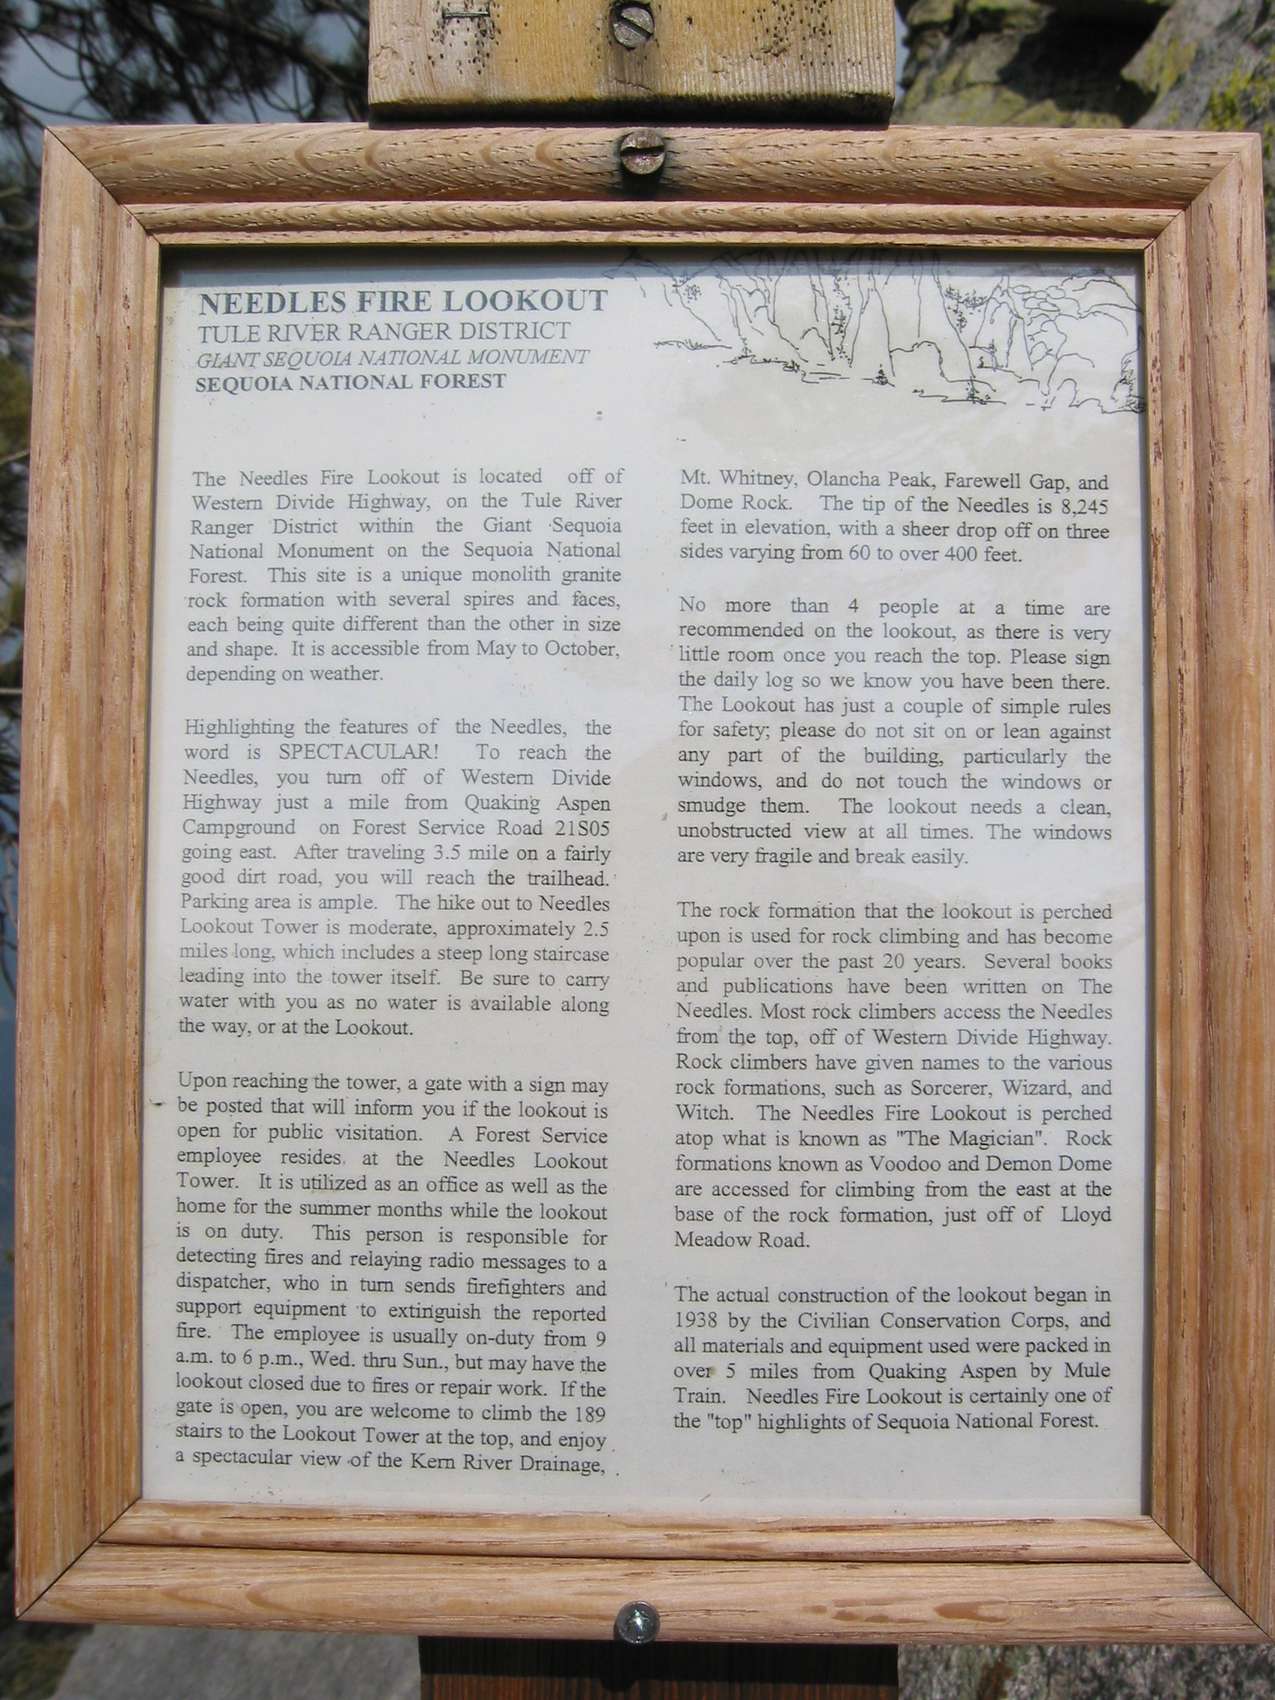 NEEDLES FIRE LOOKOUT
TULE RIVER RANGER DISTRICT
GIANT SEQUOIA NATIONAL MONUMENT
SEQUOIA NATIONAL FOREST
The Needles Fire Lookout is located off of
Western Divide Highway, on the Tule River
Ranger District within the Giant Sequoia
National Monument on the Sequoia National
Forest. This site is a unique monolith granite
rock formation with several spires and faces,
each being quite different than the other in size
and shape. It is accessible from May to October,
depending on weather.
Highlighting the features of the Needles, the
word is SPECTACULAR! To reach the
Needles, you turn off of Western Divide
Highway just a mile from Quaking Aspen
Campground on Forest Service Road 21S05
going east. After traveling 3.5 mile on a fairly
good dirt road, you will reach the trailhead.
Parking area is ample. The hike out to Needles
Lookout Tower is moderate, approximately 2.5
miles long, which includes a steep long staircase
leading into the tower itself. Be sure to carry
water with you as no water is available along
the way, or at the Lookout.
Upon reaching the tower, a gate with a sign may
be posted that will inform you if the lookout is
open for public visitation. A Forest Service
employee resides at the Needles Lookout
Tower. It is utilized as an office as well as the
home for the summer months while the lookout
is on duty. This person is responsible for
detecting fires and relaying radio messages to a
dispatcher, who in turn sends firefighters and
support equipment to extinguish the reported
fire. The employee is usually on-duty from 9
a.m. to 6 p.m., Wed. thru Sun., but may have the
lookout closed due to fires or repair work. If the
gate is open, you are welcome to climb the 189
stairs to the Lookout Tower at the top, and enjoy
a spectacular view of the Kern River Drainage,
Mt. Whitney, Olancha Peak, Farewell Gap, and
Dome Rock. The tip of the Needles is 8,245
feet in elevation, with a sheer drop off on three
sides varying from 60 to over 400 feet.
No more than 4 people at a time are
recommended on the lookout, as there is very
little room once you reach the top. Please sign
the daily log so we know you have been there.
The Lookout has just a couple of simple rules
for safety; please do not sit on or lean against
any part of the building, particularly the
windows, and do not touch the windows or
smudge them. The lookout needs a clean,
unobstructed view at all times. The windows
are very fragile and break easily.
The rock formation that the lookout is perched
upon is used for rock climbing and has become
popular over the past 20 years. Several books
and publications have been written on The
Needles. Most rock climbers access the Needles
from the top, off of Western Divide Highway.
Rock climbers have given names to the various
rock formations, such as Sorcerer, Wizard, and
Witch. The Needles Fire Lookout is perched
atop what is known as "The Magician". Rock
formations known as Voodoo and Demon Dome
are accessed for climbing from the east at the
base of the rock formation, just off of Lloyd
Meadow Road.
The actual construction of the lookout began in
1938 by the Civilian Conservation Corps, and
all materials and equipment used were packed in
over 5 miles from Quaking Aspen by Mule
Train. Needles Fire Lookout is certainly one of
the "top" highlights of Sequoia National Forest.